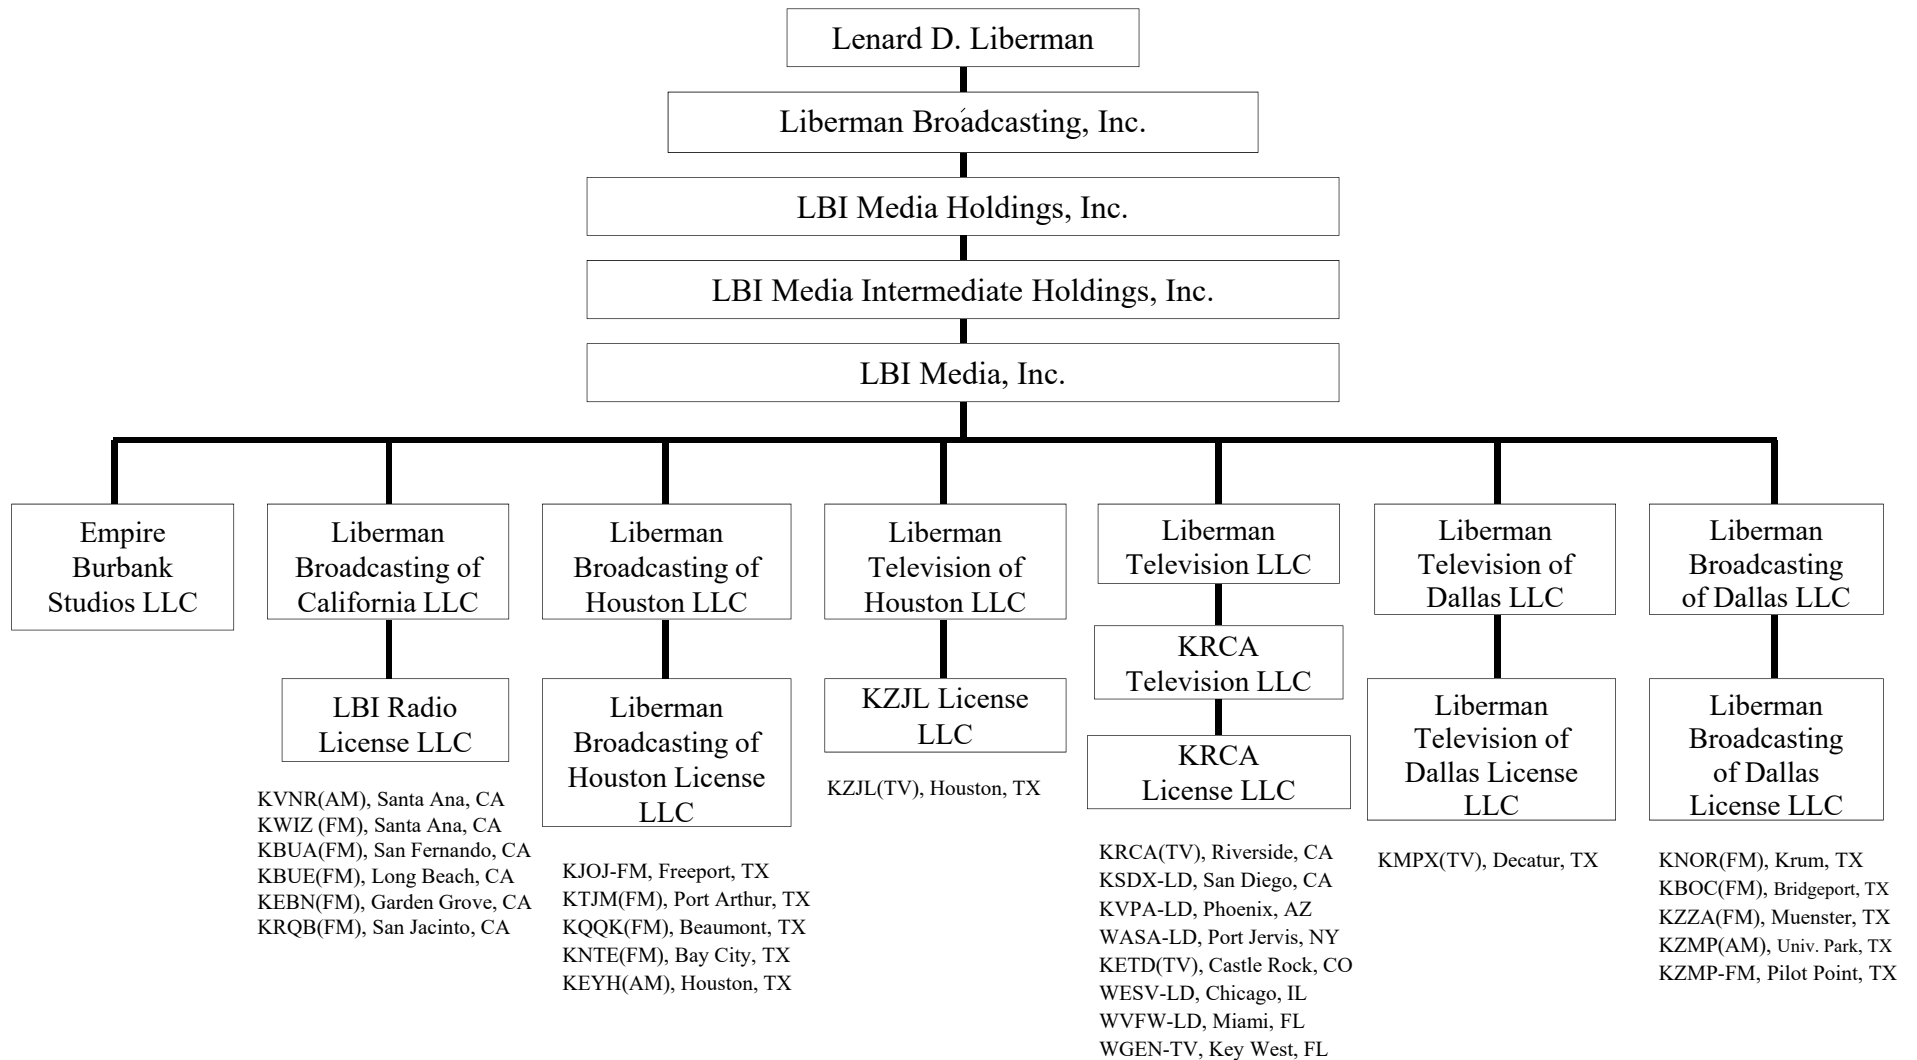 Lenard D. Liberman
Liberman Broadcasting, Inc.
LBI Media Holdings, Inc.
LBI Media Intermediate Holdings, Inc.
LBI Media, Inc.
Empire
Burbank
Studios LLC
Liberman
Broadcasting of
California LLC
Liberman
Broadcasting of
Houston LLC
Liberman
Television of
Houston LLC
Liberman
Television LLC
Liberman
Television of
Dallas LLC
Liberman
Broadcasting
of Dallas LLC
KRCA
Television LLC
LBI Radio
License LLC
Liberman
Broadcasting of
Houston License
LLC
KZJL License
LLC
KRCA
License LLC
Liberman
Television of
Dallas License
LLC
Liberman
Broadcasting
of Dallas
License LLC
KVNR(AM), Santa Ana, CA
KWIZ (FM), Santa Ana, CA
KBUA(FM), San Fernando, CA
KBUE(FM), Long Beach, CA
KEBN(FM), Garden Grove, CA
KRQB(FM), San Jacinto, CA
KJOJ-FM, Freeport, TX
KTJM(FM), Port Arthur, TX
KQQK(FM), Beaumont, TX
KNTE(FM), Bay City, TX
KEYH(AM), Houston, TX
KZJL(TV), Houston, TX
KRCA(TV), Riverside, CA
KSDX-LD, San Diego, CA
KVPA-LD, Phoenix, AZ
WASA-LD, Port Jervis, NY
KETD(TV), Castle Rock, CO
WESV-LD, Chicago, IL
WVFW-LD, Miami, FL
WGEN-TV, Key West, FL
KMPX(TV), Decatur, TX
KNOR(FM), Krum, TX
KBOC(FM), Bridgeport, TX
KZZA(FM), Muenster, TX
KZMP(AM), Univ. Park, TX
KZMP-FM, Pilot Point, TX